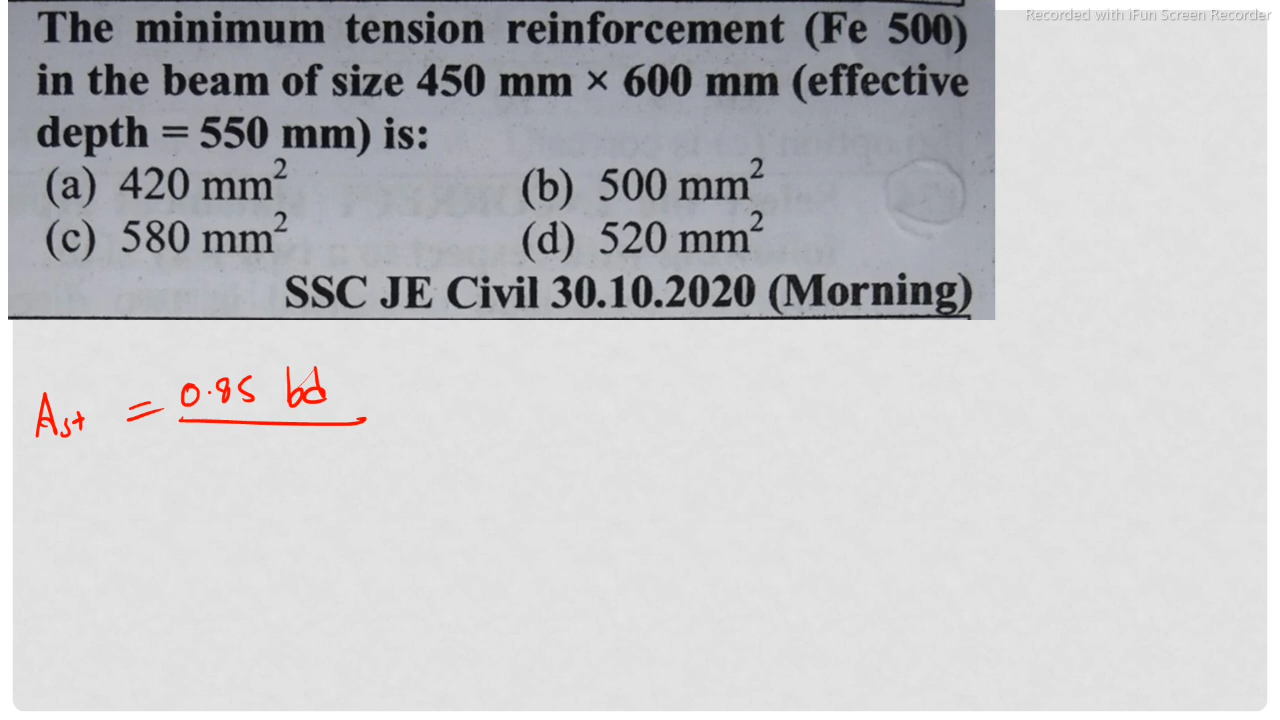 Recorded with iFun Screen Recorder
The minimum tension reinforcement (Fe 500)
in the beam of size 450 mm × 600 mm (effective
depth = 550 mm) is:
(a) 420 mm² (b) 500 mm²
(c) 580 mm² (d) 520 mm²
SSC JE Civil 30.10.2020 (Morning)
Ast = 0.85 bd